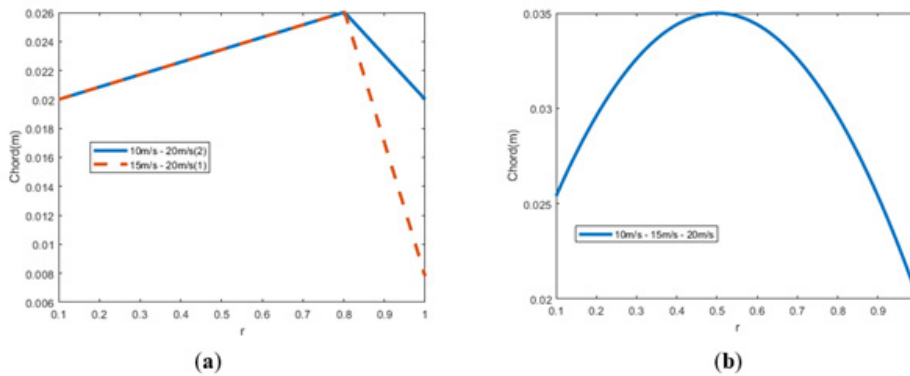 0.026
0.024
0.022
0.02
0.018
0.016
0.014
0.012
0.01
0.008
0.006
Chord(m)
10m/s - 20m/s(2)
15m/s - 20m/s(1)
0.1 0.2 0.3 0.4 0.5 0.6 0.7 0.8 0.9 1
r
(a)
0.035
0.03
0.025
0.02
Chord(m)
10m/s - 15m/s - 20m/s
0.1 0.2 0.3 0.4 0.5 0.6 0.7 0.8 0.9
r
(b)